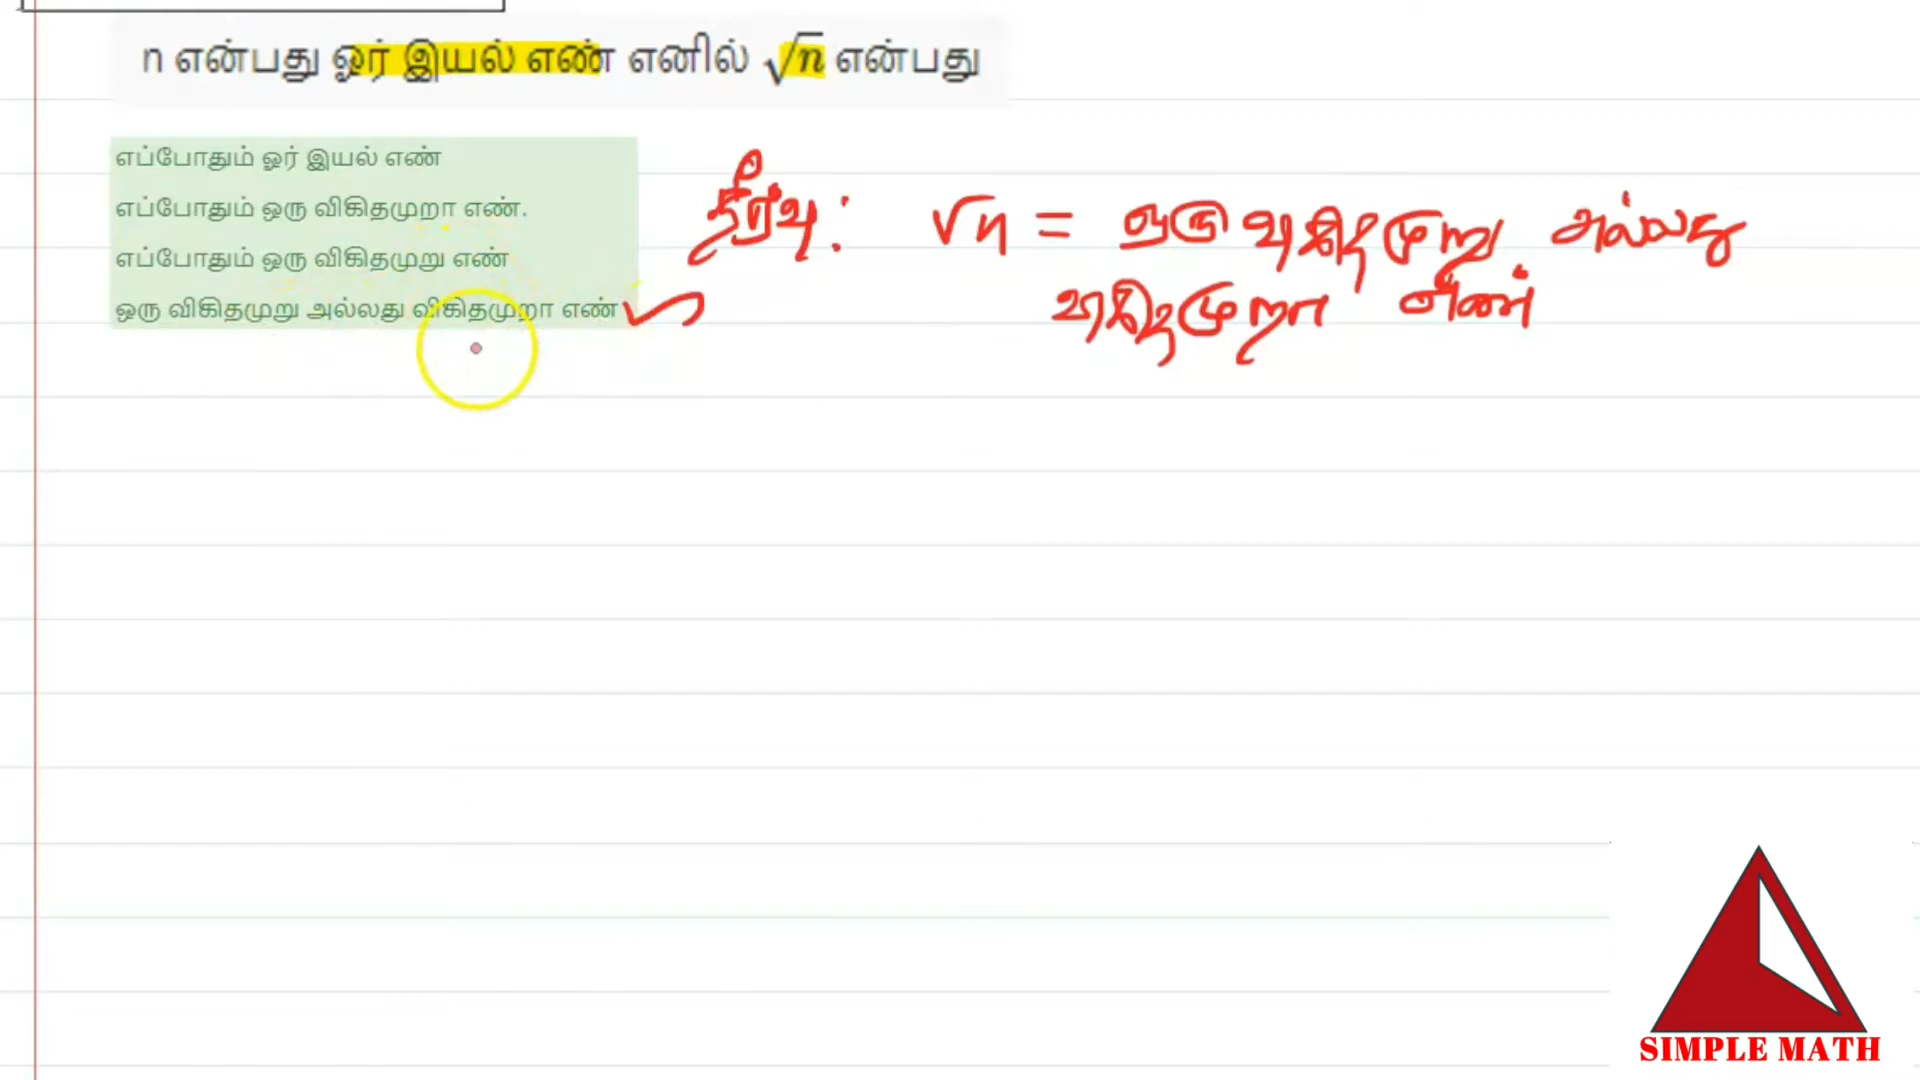 n என்பது ஓர் இயல் எண் எனில் √n என்பது
எப்போதும் ஓர் இயல் எண்
எப்போதும் ஒரு விகிதமுறா எண்.
எப்போதும் ஒரு விகிதமுறு எண்
ஒரு விகிதமுறு அல்லது விகிதமுறா எண்
தீர்வு: √n = ஒரு விகிதமுறு அல்லது
விகிதமுறா எண்
SIMPLE MATH